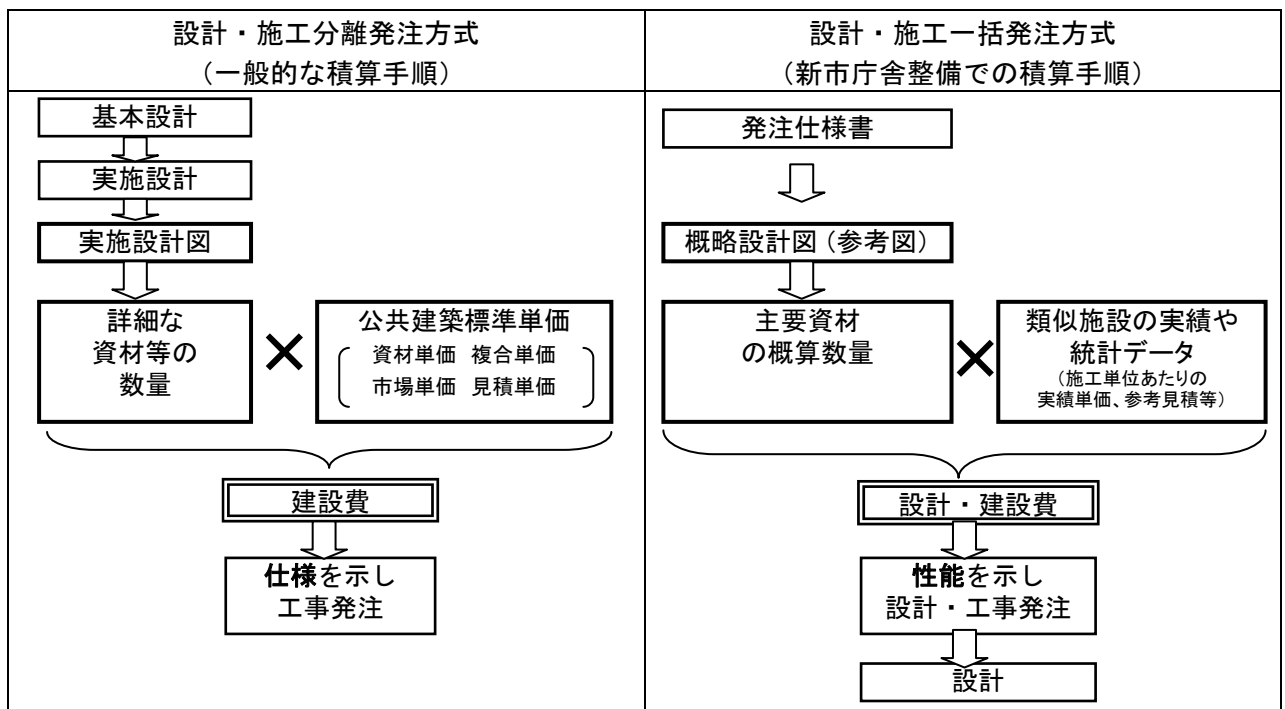 設計・施工分離発注方式
（一般的な積算手順）
基本設計
実施設計
実施設計図
詳細な
資材等の
数量
×
公共建築標準単価
資材単価 複合単価
市場単価 見積単価
建設費
仕様を示し
工事発注
設計・施工一括発注方式
（新市庁舎整備での積算手順）
発注仕様書
概略設計図（参考図）
主要資材
の概算数量
×
類似施設の実績や
統計データ
（施工単位あたりの
実績単価、参考見積等）
設計・建設費
性能を示し
設計・工事発注
設計